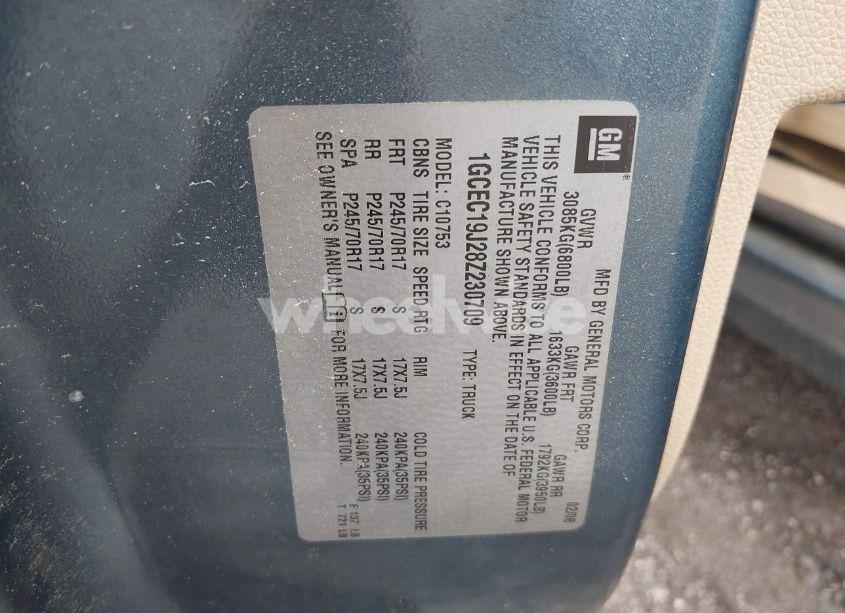 GM
MFD BY GENERAL MOTORS CORP. 02/08
GVWR GAWR FRT GAWR RR
3085KG(6800LB) 1633KG(3600LB) 1792KG(3950LB)
THIS VEHICLE CONFORMS TO ALL APPLICABLE U.S. FEDERAL MOTOR
VEHICLE SAFETY STANDARDS IN EFFECT ON THE DATE OF
MANUFACTURE SHOWN ABOVE.
1GCEC19J28Z230709 TYPE: TRUCK
MODEL: C10753
CBNS TIRE SIZE SPEED RTG RIM COLD TIRE PRESSURE
FRT P245/70R17 S 17X7.5J 240KPA(35PSI)
RR P245/70R17 S 17X7.5J 240KPA(35PSI)
SPA P245/70R17 S 17X7.5J 240KPA(35PSI) F 137 LB
SEE OWNER'S MANUAL FOR MORE INFORMATION. T 721 LB